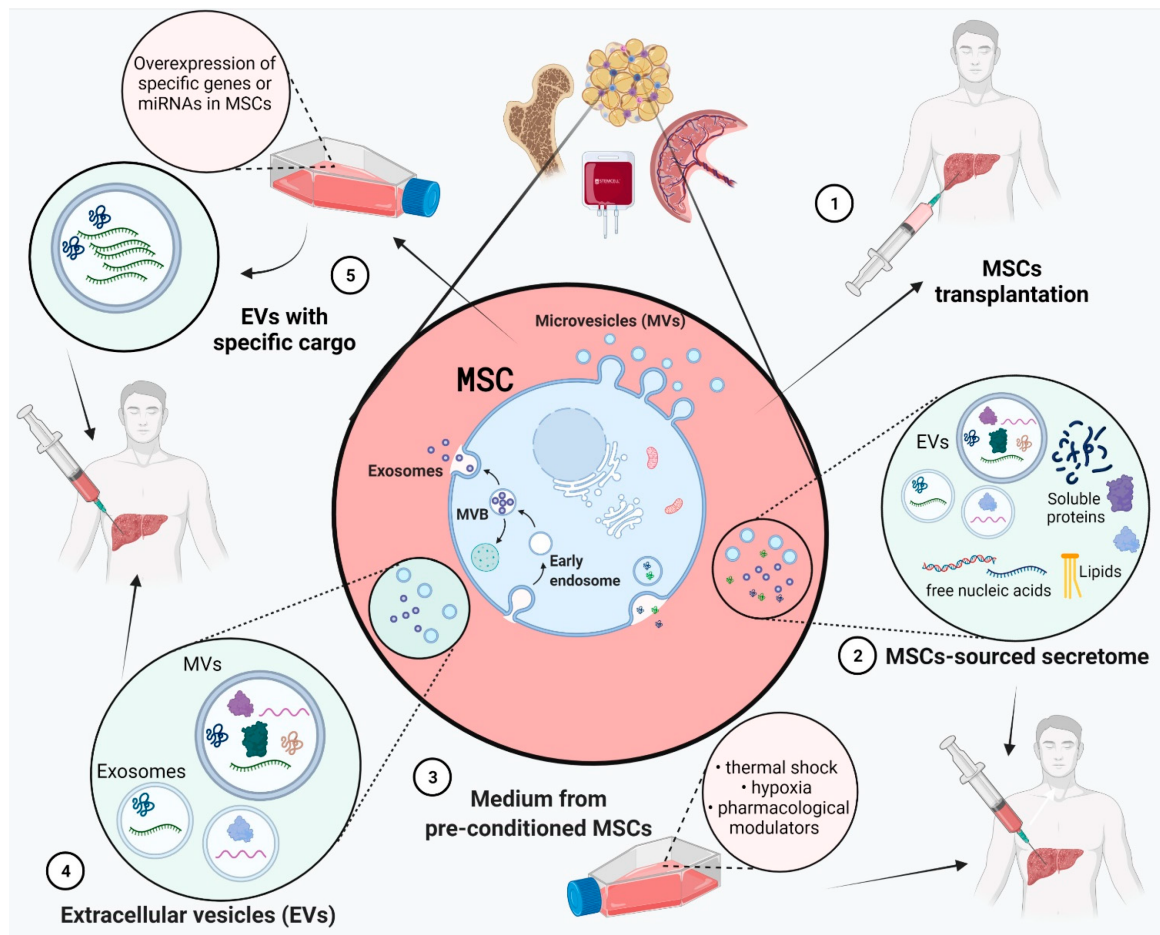 Overexpression of
specific genes or
miRNAs in MSCs
STEMCELL
1
MSCs
transplantation
5
EVs with
specific cargo
Microvesicles (MVs)
MSC
Exosomes
MVB
Early
endosome
EVs
Soluble
proteins
Lipids
free nucleic acids
2
MSCs-sourced secretome
MVs
Exosomes
4
Extracellular vesicles (EVs)
3
Medium from
pre-conditioned MSCs
• thermal shock
• hypoxia
• pharmacological
modulators